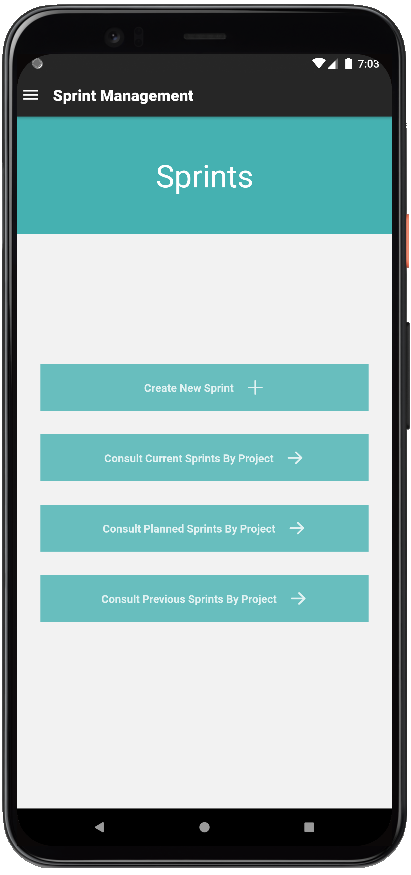 7:03
Sprint Management
Sprints
Create New Sprint
Consult Current Sprints By Project
Consult Planned Sprints By Project
Consult Previous Sprints By Project